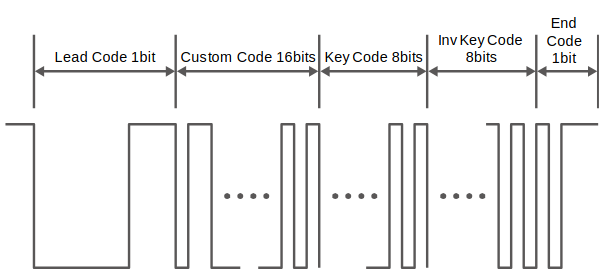 Lead Code 1bit
Custom Code 16bits
Key Code 8bits
Inv Key Code
8bits
End
Code
1bit